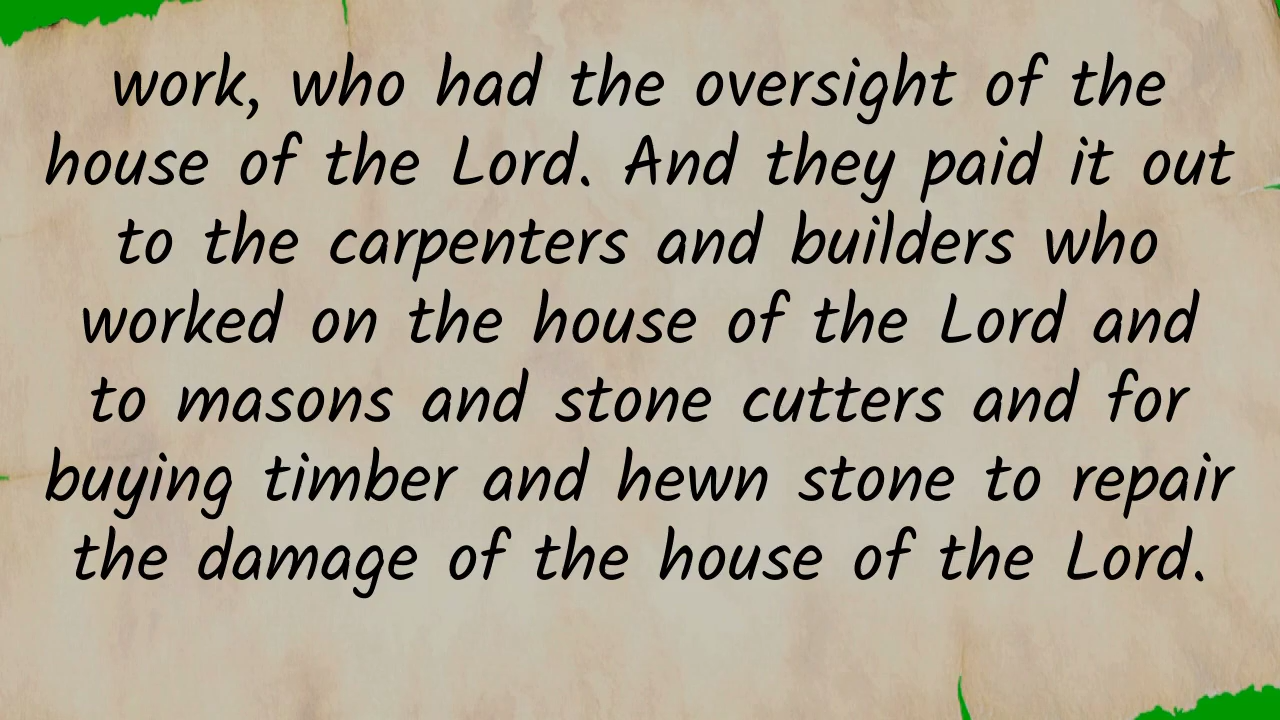 work, who had the oversight of the
house of the Lord. And they paid it out
to the carpenters and builders who
worked on the house of the Lord and
to masons and stone cutters and for
buying timber and hewn stone to repair
the damage of the house of the Lord.